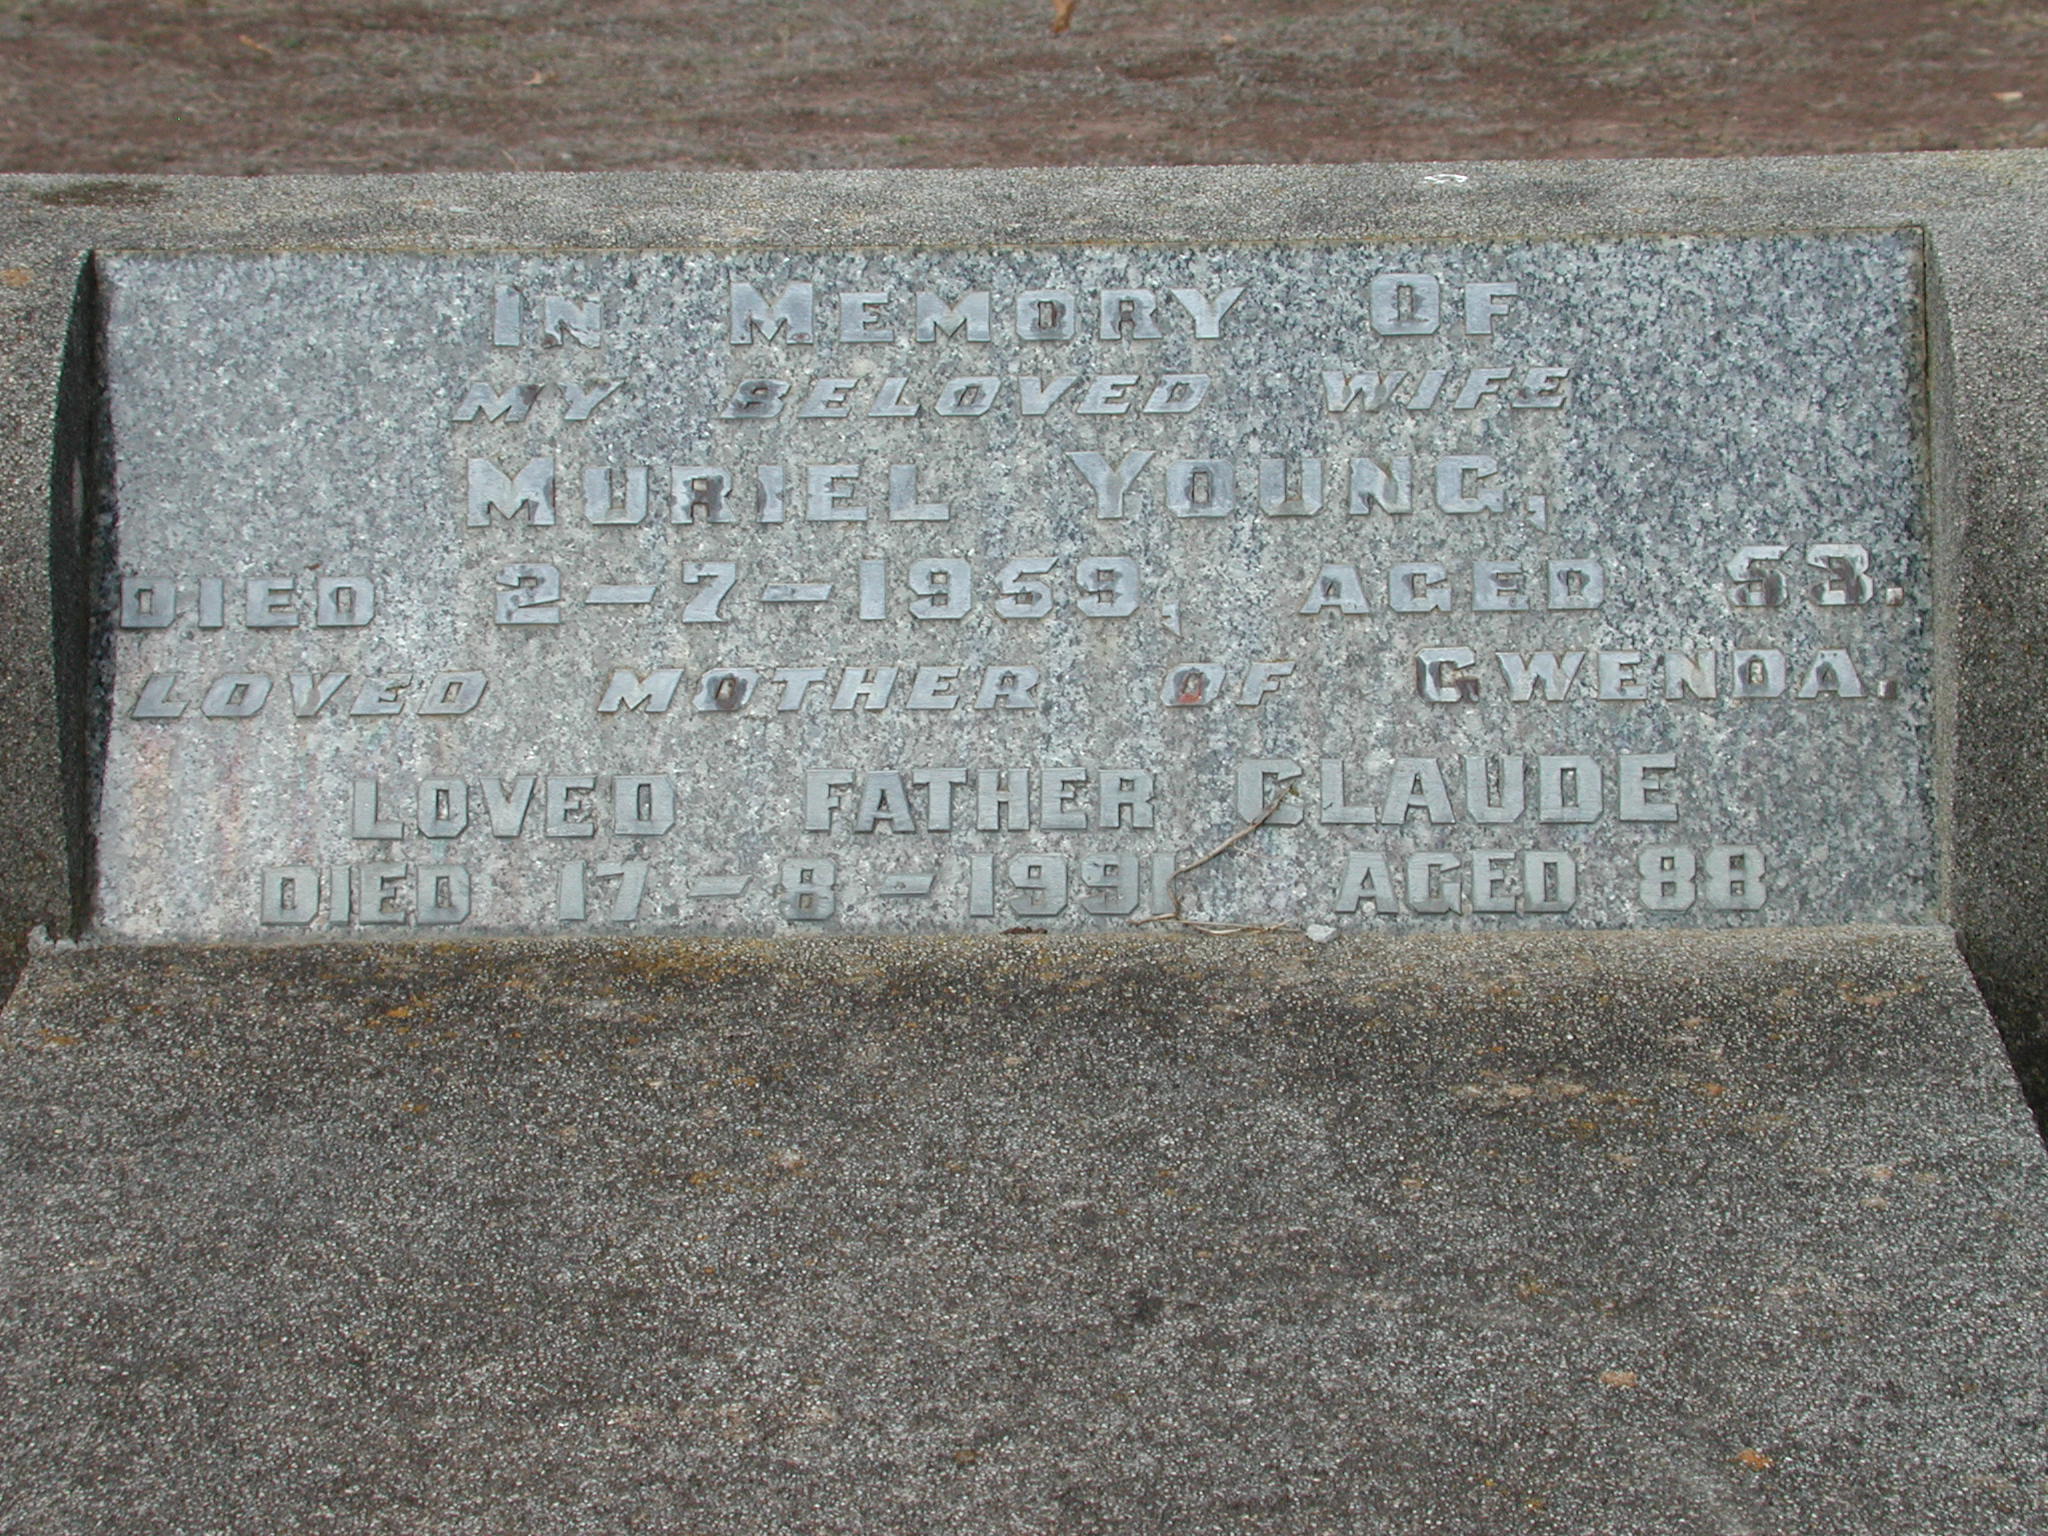 IN MEMORY OF
MY BELOVED WIFE
MURIEL YOUNG,
DIED 2-7-1959, AGED 53.
LOVED MOTHER OF GWENDA.
LOVED FATHER CLAUDE
DIED 17-8-1991 AGED 88